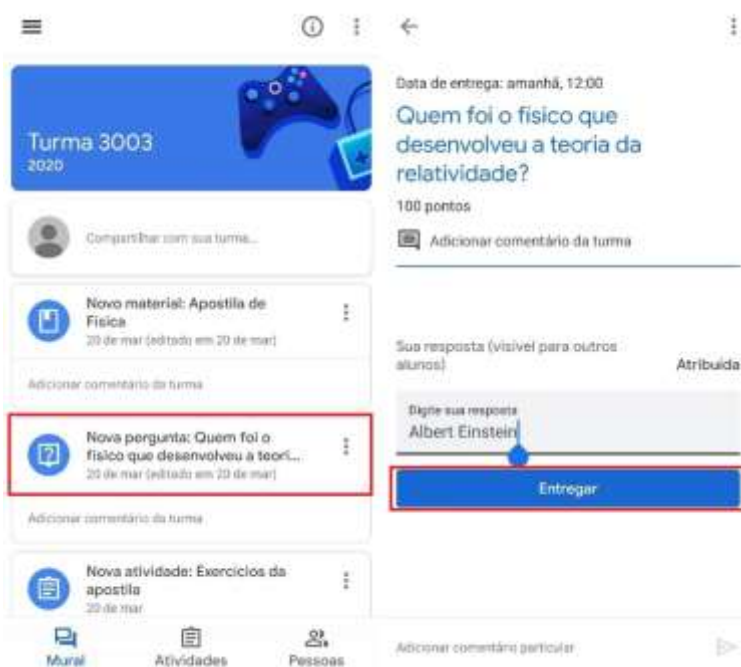 Turma 3003
2020
Compartilhar com sua turma...
Novo material: Apostila de
Física
20 de mar (editado em 20 de mar)
Adicionar comentário da turma
Nova pergunta: Quem foi o
físico que desenvolveu a teori...
20 de mar (editado em 20 de mar)
Adicionar comentário da turma
Nova atividade: Exercícios da
apostila
20 de mar
Mural
Atividades
Pessoas
Data de entrega: amanhã, 12:00
Quem foi o físico que
desenvolveu a teoria da
relatividade?
100 pontos
Adicionar comentário da turma
Sua resposta (visível para outros
alunos)
Atribuída
Digite sua resposta
Albert Einstein
Entregar
Adicionar comentário particular